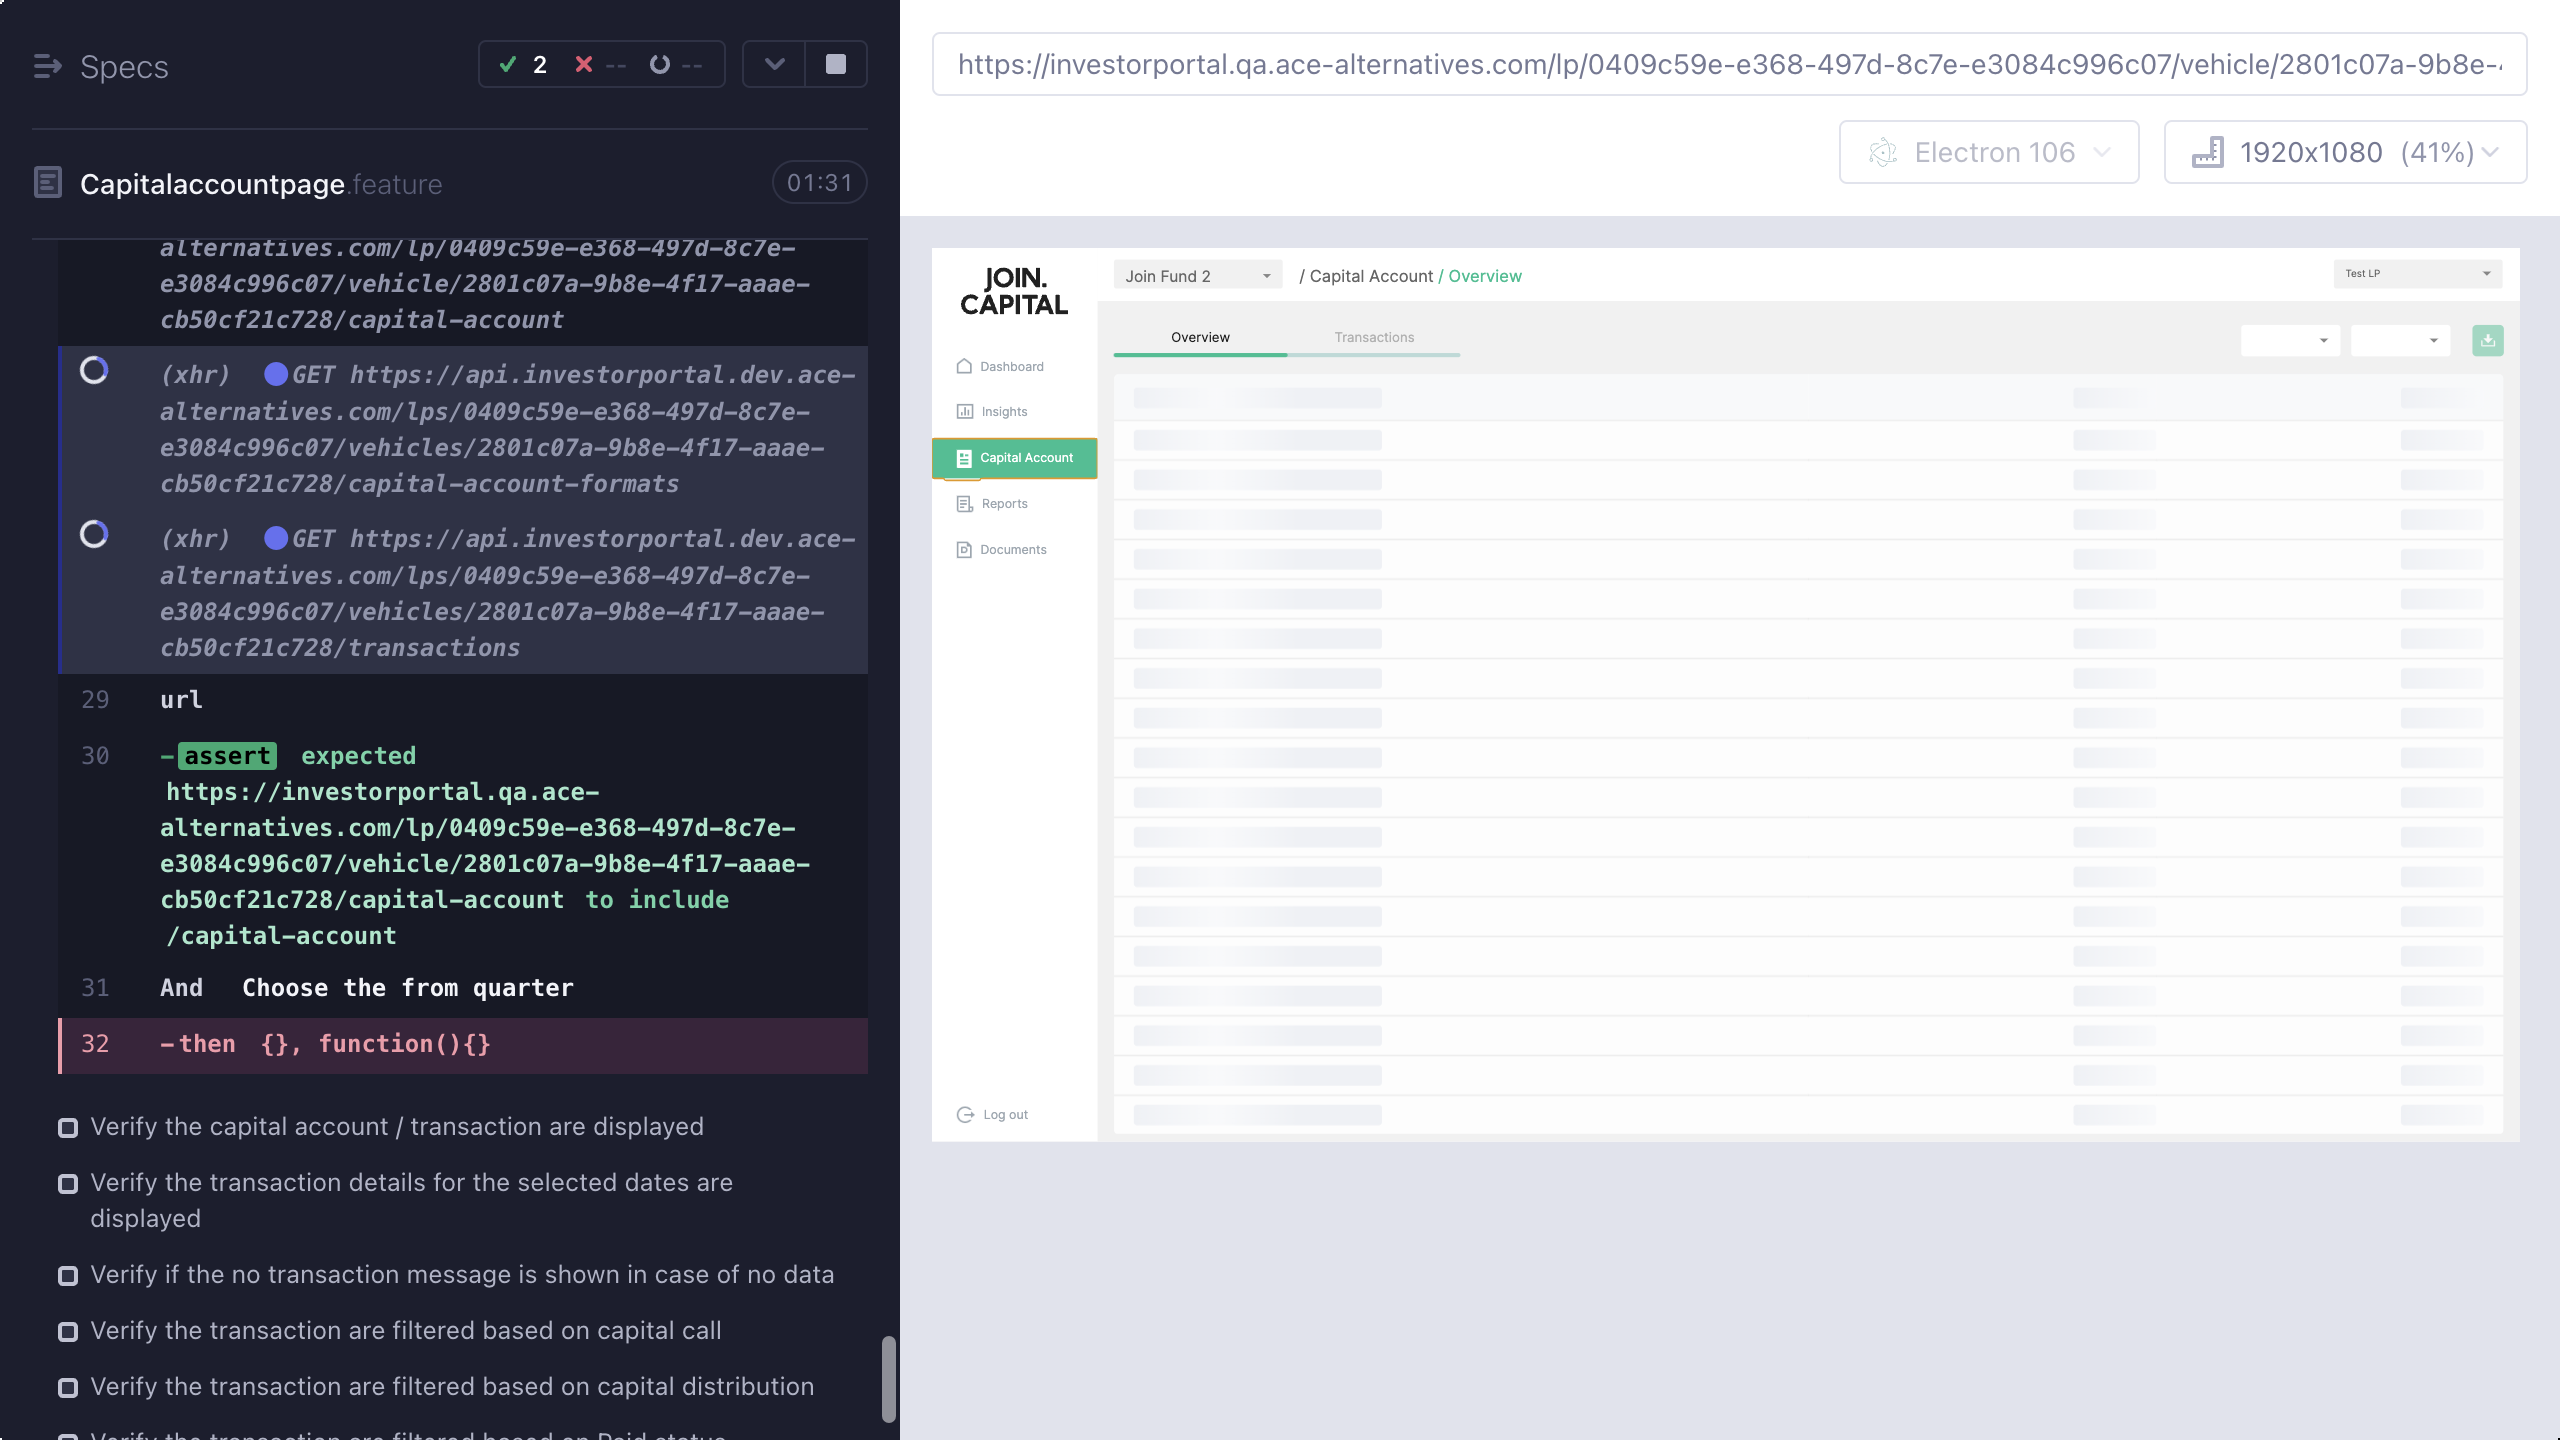 Specs
2
--
--
Capitalaccountpage.feature
01:31
alternatives.com/lp/0409c59e-e368-497d-8c7e-
e3084c996c07/vehicle/2801c07a-9b8e-4f17-aaae-
cb50cf21c728/capital-account
(xhr) GET https://api.investorportal.dev.ace-
alternatives.com/lps/0409c59e-e368-497d-8c7e-
e3084c996c07/vehicles/2801c07a-9b8e-4f17-aaae-
cb50cf21c728/capital-account-formats
(xhr) GET https://api.investorportal.dev.ace-
alternatives.com/lps/0409c59e-e368-497d-8c7e-
e3084c996c07/vehicles/2801c07a-9b8e-4f17-aaae-
cb50cf21c728/transactions
29 url
30 -assert expected
https://investorportal.qa.ace-
alternatives.com/lp/0409c59e-e368-497d-8c7e-
e3084c996c07/vehicle/2801c07a-9b8e-4f17-aaae-
cb50cf21c728/capital-account to include
/capital-account
31 And Choose the from quarter
32 -then {}, function(){}
Verify the capital account / transaction are displayed
Verify the transaction details for the selected dates are
displayed
Verify if the no transaction message is shown in case of no data
Verify the transaction are filtered based on capital call
Verify the transaction are filtered based on capital distribution
Verify the transaction are filtered based on Paid status
https://investorportal.qa.ace-alternatives.com/lp/0409c59e-e368-497d-8c7e-e3084c996c07/vehicle/2801c07a-9b8e-
Electron 106
1920x1080 (41%)
JOIN.
CAPITAL
Join Fund 2
/ Capital Account / Overview
Test LP
Overview
Transactions
Dashboard
Insights
Capital Account
Reports
Documents
Log out